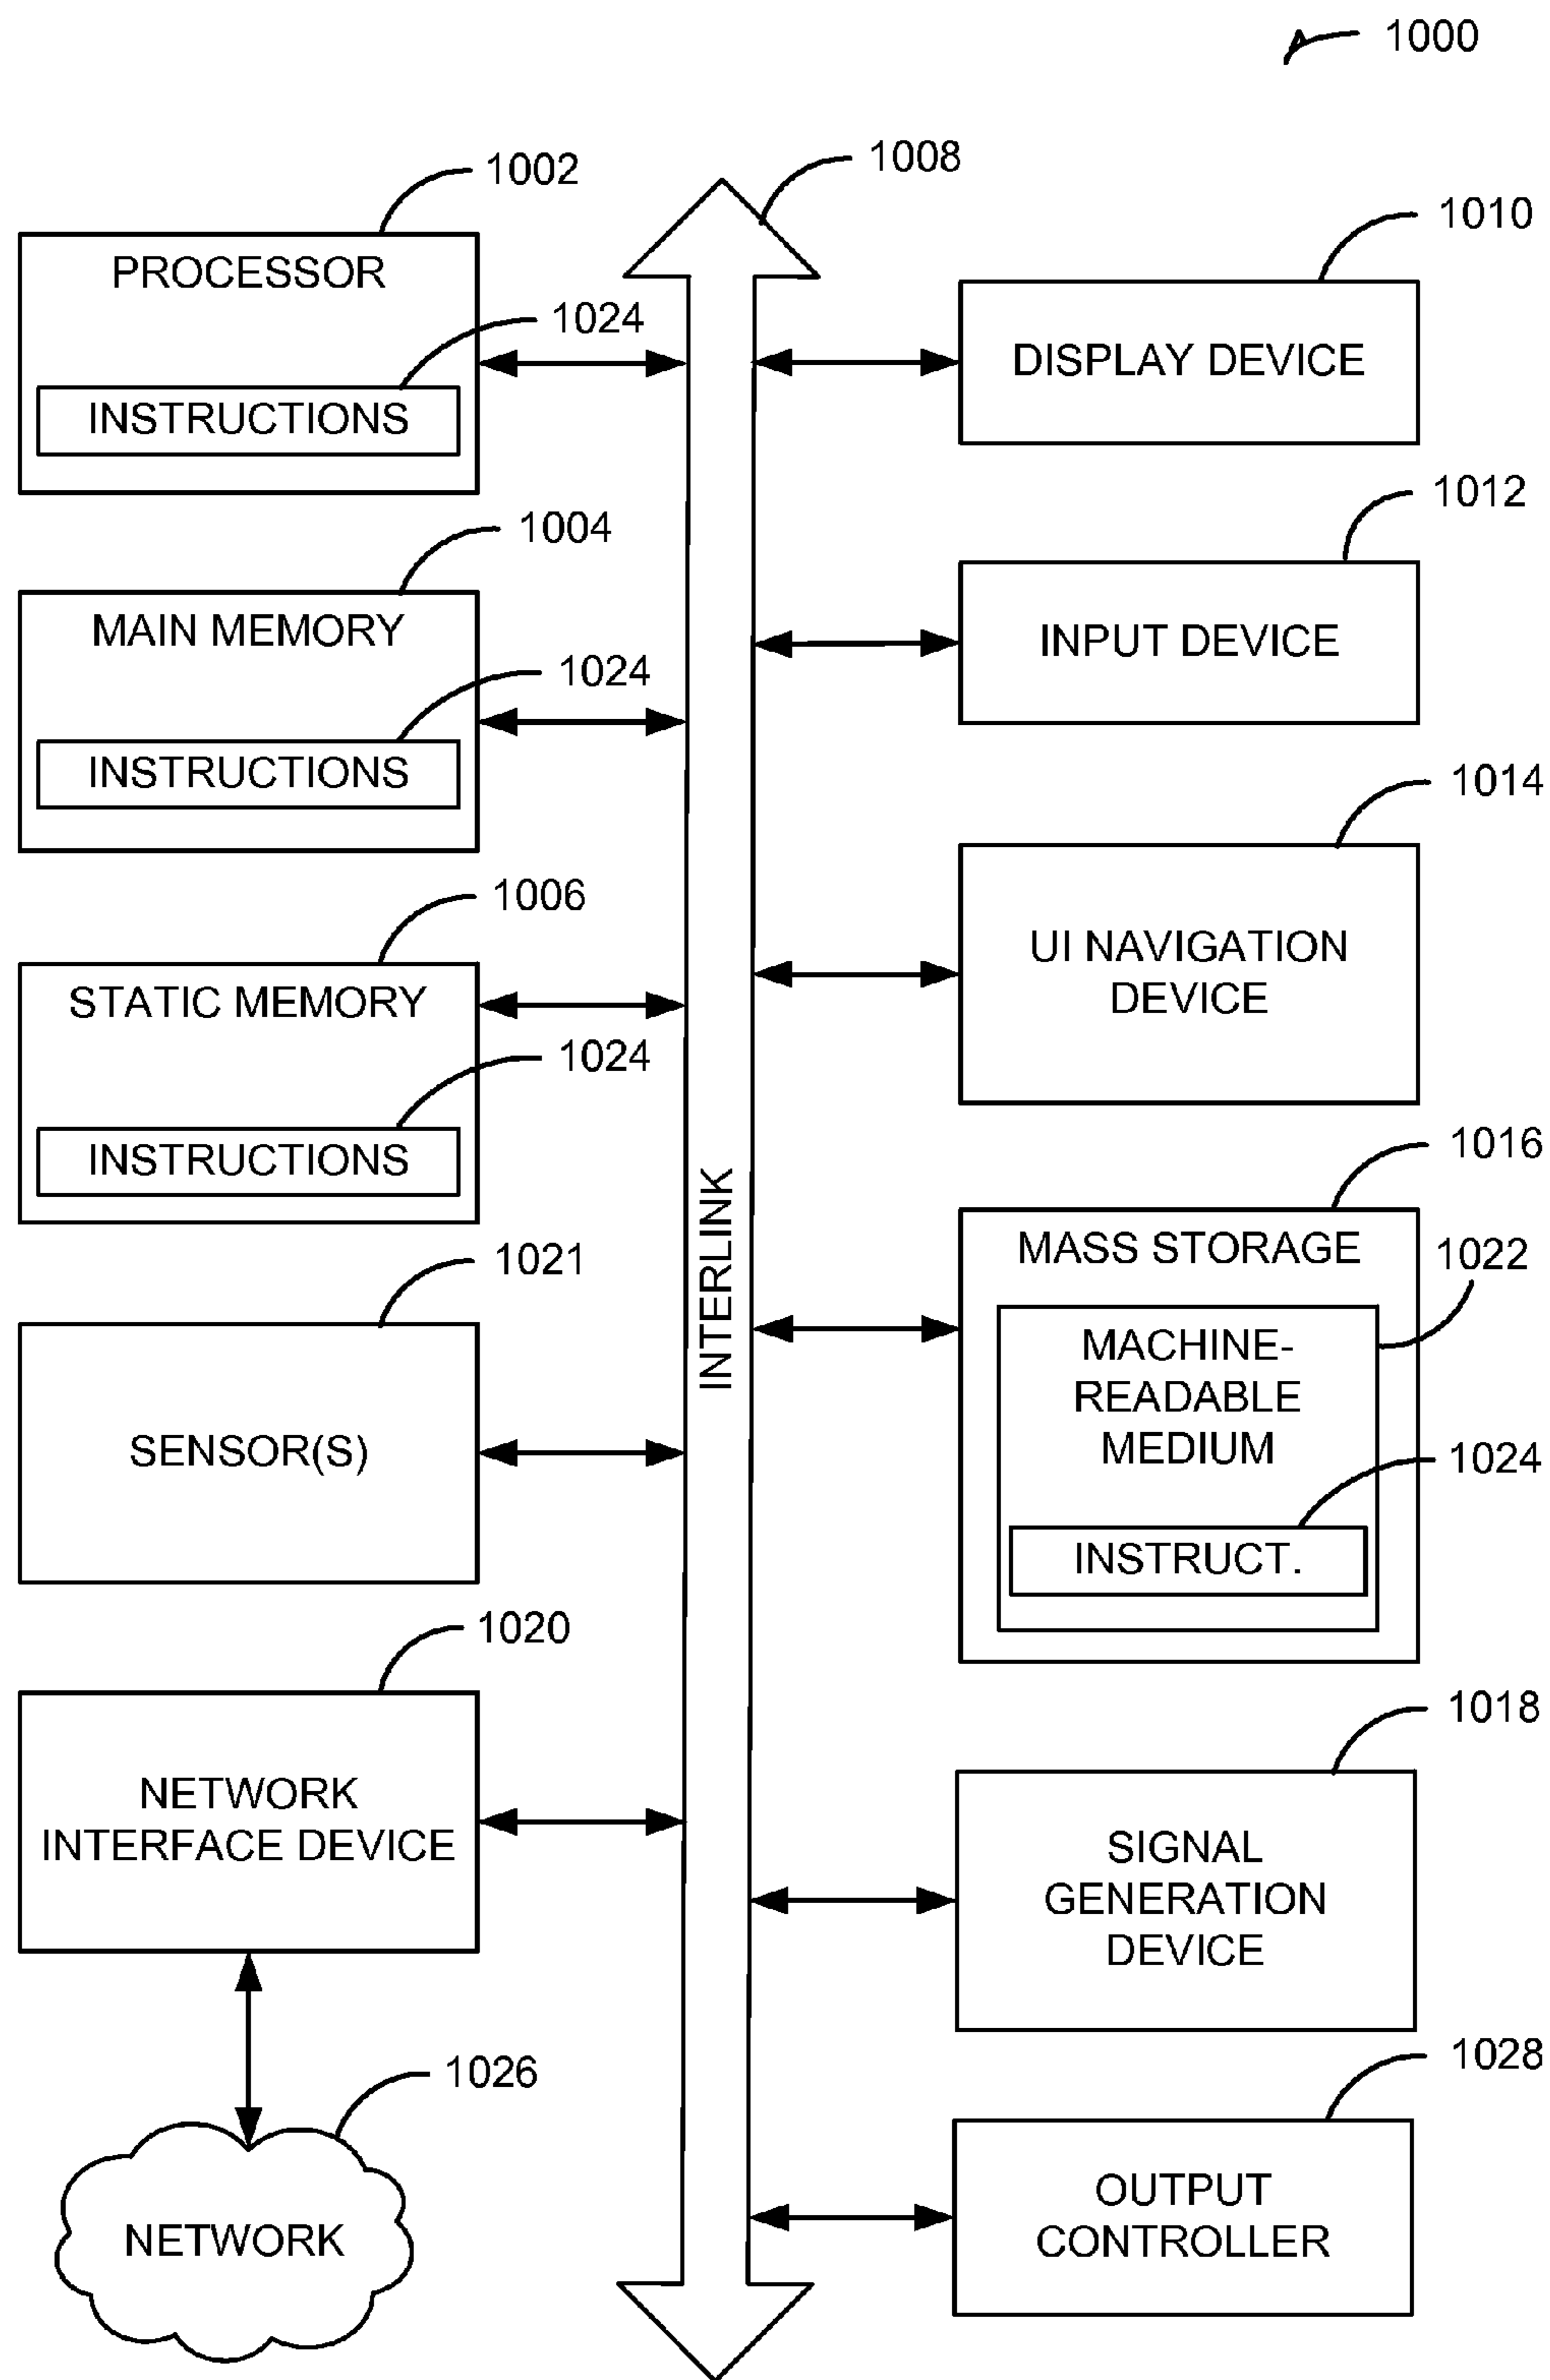 1000
1008
1002
PROCESSOR
1024
INSTRUCTIONS
1004
MAIN MEMORY
1024
INSTRUCTIONS
1006
STATIC MEMORY
1024
INSTRUCTIONS
1021
SENSOR(S)
1020
NETWORK
INTERFACE DEVICE
1026
NETWORK
INTERLINK
1010
DISPLAY DEVICE
1012
INPUT DEVICE
1014
UI NAVIGATION
DEVICE
1016
MASS STORAGE
1022
MACHINE-
READABLE
MEDIUM
1024
INSTRUCT.
1018
SIGNAL
GENERATION
DEVICE
1028
OUTPUT
CONTROLLER